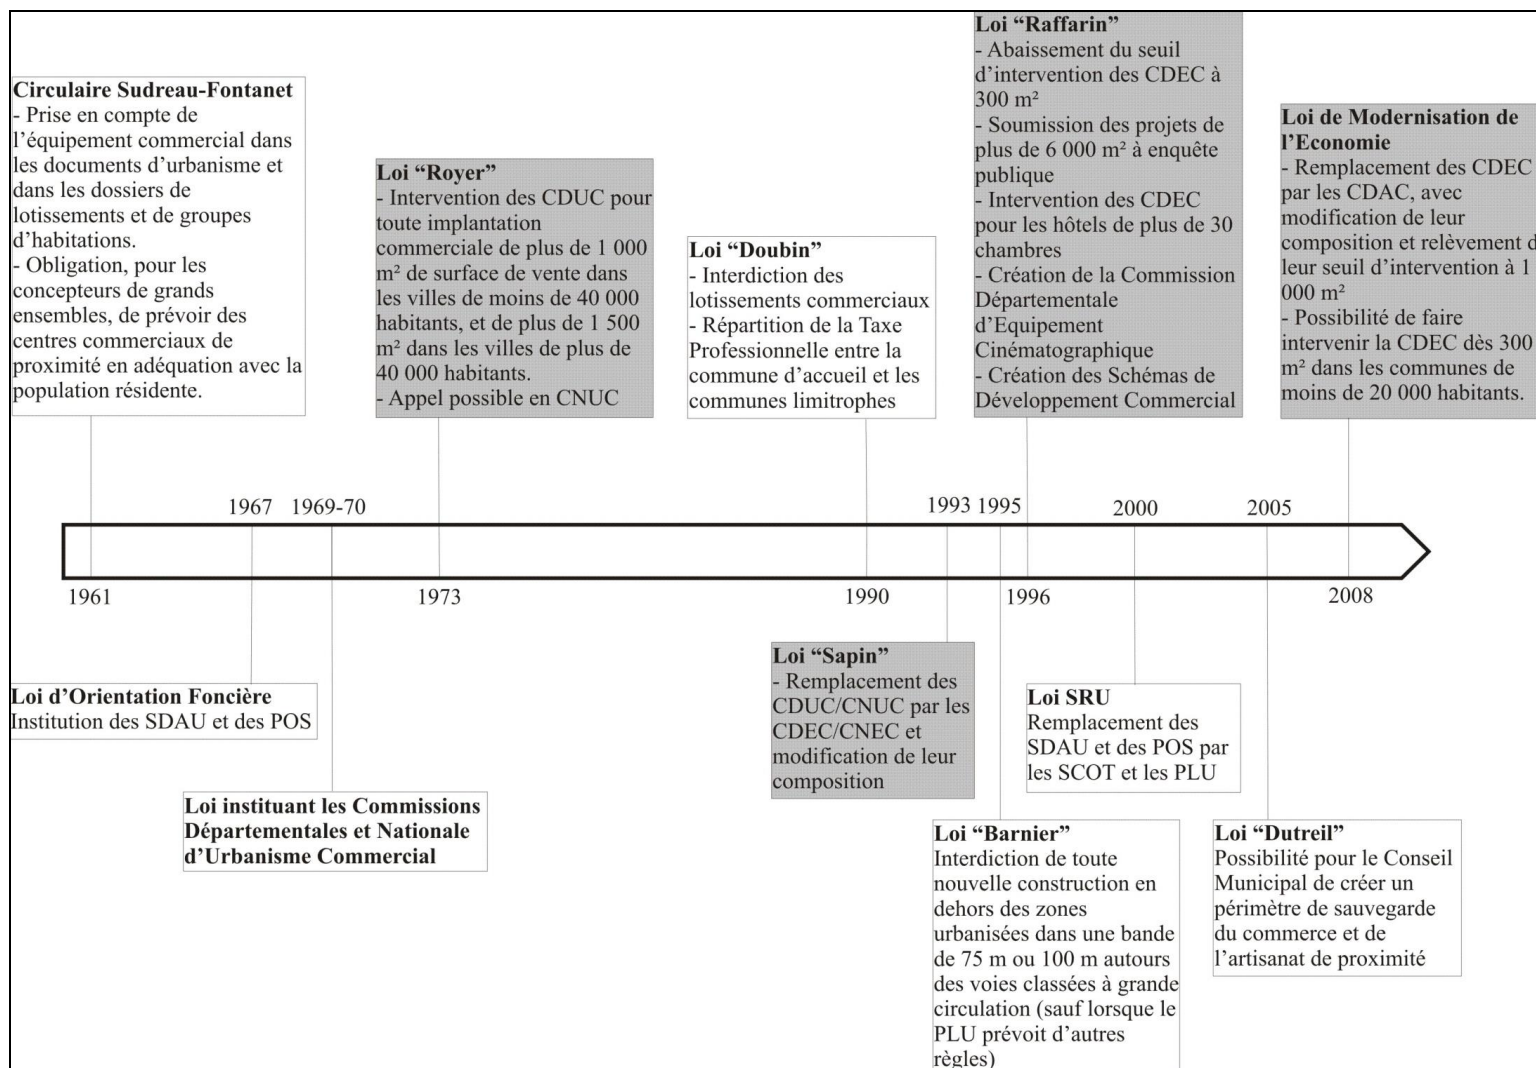 Circulaire Sudreau-Fontanet
- Prise en compte de
l’équipement commercial dans
les documents d’urbanisme et
dans les dossiers de
lotissements et de groupes
d’habitations.
- Obligation, pour les
concepteurs de grands
ensembles, de prévoir des
centres commerciaux de
proximité en adéquation avec la
population résidente.
Loi “Royer”
- Intervention des CDUC pour
toute implantation
commerciale de plus de 1 000
m² de surface de vente dans
les villes de moins de 40 000
habitants, et de plus de 1 500
m² dans les villes de plus de
40 000 habitants.
- Appel possible en CNUC
Loi “Doubin”
- Interdiction des
lotissements commerciaux
- Répartition de la Taxe
Professionnelle entre la
commune d’accueil et les
communes limitrophes
Loi “Raffarin”
- Abaissement du seuil
d’intervention des CDEC à
300 m²
- Soumission des projets de
plus de 6 000 m² à enquête
publique
- Intervention des CDEC
pour les hôtels de plus de 30
chambres
- Création de la Commission
Départementale
d’Equipement
Cinématographique
- Création des Schémas de
Développement Commercial
Loi de Modernisation de
l’Economie
- Remplacement des CDEC
par les CDAC, avec
modification de leur
composition et relèvement d
leur seuil d’intervention à 1
000 m²
- Possibilité de faire
intervenir la CDEC dès 300
m² dans les communes de
moins de 20 000 habitants.
1967 1969-70 1993 1995 2000 2005
1961 1973 1990 1996 2008
Loi d’Orientation Foncière
Institution des SDAU et des POS
Loi instituant les Commissions
Départementales et Nationale
d’Urbanisme Commercial
Loi “Sapin”
- Remplacement des
CDUC/CNUC par les
CDEC/CNEC et
modification de leur
composition
Loi “Barnier”
Interdiction de toute
nouvelle construction en
dehors des zones
urbanisées dans une bande
de 75 m ou 100 m autours
des voies classées à grande
circulation (sauf lorsque le
PLU prévoit d’autres
règles)
Loi SRU
Remplacement des
SDAU et des POS par
les SCOT et les PLU
Loi “Dutreil”
Possibilité pour le Conseil
Municipal de créer un
périmètre de sauvegarde
du commerce et de
l’artisanat de proximité